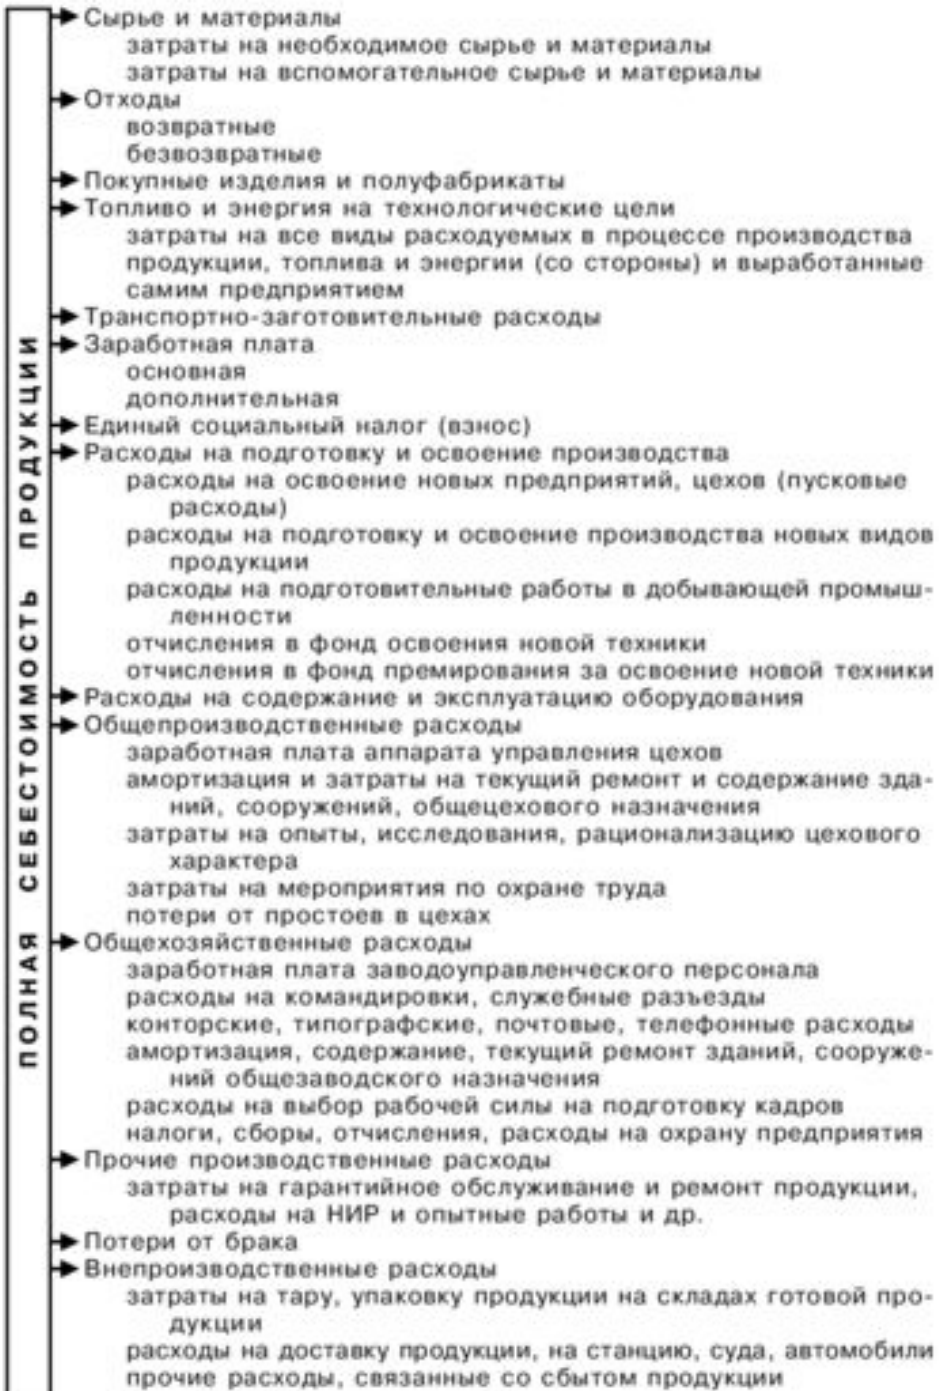 ПОЛНАЯ СЕБЕСТОИМОСТЬ ПРОДУКЦИИ
Сырье и материалы
затраты на необходимое сырье и материалы
затраты на вспомогательное сырье и материалы
Отходы
возвратные
безвозвратные
Покупные изделия и полуфабрикаты
Топливо и энергия на технологические цели
затраты на все виды расходуемых в процессе производства
продукции, топлива и энергии (со стороны) и выработанные
самим предприятием
Транспортно-заготовительные расходы
Заработная плата
основная
дополнительная
Единый социальный налог (взнос)
Расходы на подготовку и освоение производства
расходы на освоение новых предприятий, цехов (пусковые
расходы)
расходы на подготовку и освоение производства новых видов
продукции
расходы на подготовительные работы в добывающей промыш-
ленности
отчисления в фонд освоения новой техники
отчисления в фонд премирования за освоение новой техники
Расходы на содержание и эксплуатацию оборудования
Общепроизводственные расходы
заработная плата аппарата управления цехов
амортизация и затраты на текущий ремонт и содержание зда-
ний, сооружений, общецехового назначения
затраты на опыты, исследования, рационализацию цехового
характера
затраты на мероприятия по охране труда
потери от простоев в цехах
Общехозяйственные расходы
заработная плата заводоуправленческого персонала
расходы на командировки, служебные разъезды
конторские, типографские, почтовые, телефонные расходы
амортизация, содержание, текущий ремонт зданий, сооруже-
ний общезаводского назначения
расходы на выбор рабочей силы на подготовку кадров
налоги, сборы, отчисления, расходы на охрану предприятия
Прочие производственные расходы
затраты на гарантийное обслуживание и ремонт продукции,
расходы на НИР и опытные работы и др.
Потери от брака
Внепроизводственные расходы
затраты на тару, упаковку продукции на складах готовой про-
дукции
расходы на доставку продукции, на станцию, суда, автомобили
прочие расходы, связанные со сбытом продукции